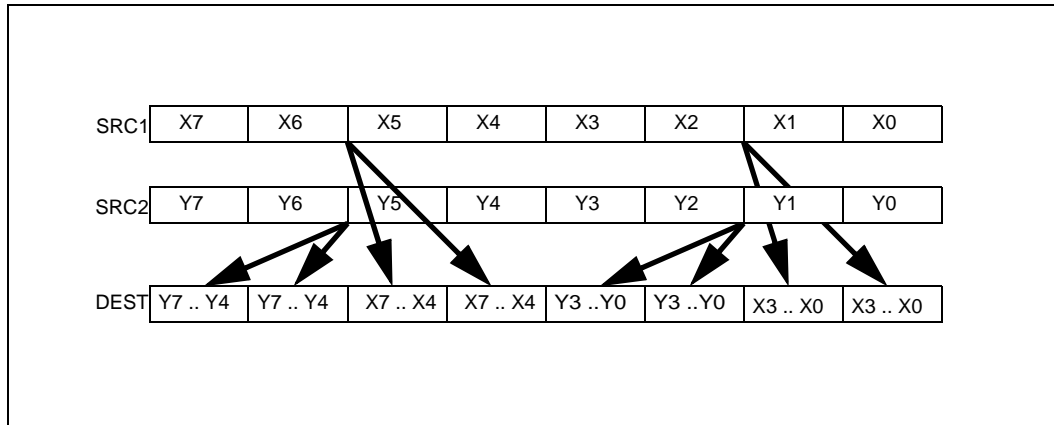 SRC1 X7 X6 X5 X4 X3 X2 X1 X0
SRC2 Y7 Y6 Y5 Y4 Y3 Y2 Y1 Y0
DEST Y7 .. Y4 Y7 .. Y4 X7 .. X4 X7 .. X4 Y3 ..Y0 Y3 ..Y0 X3 .. X0 X3 .. X0